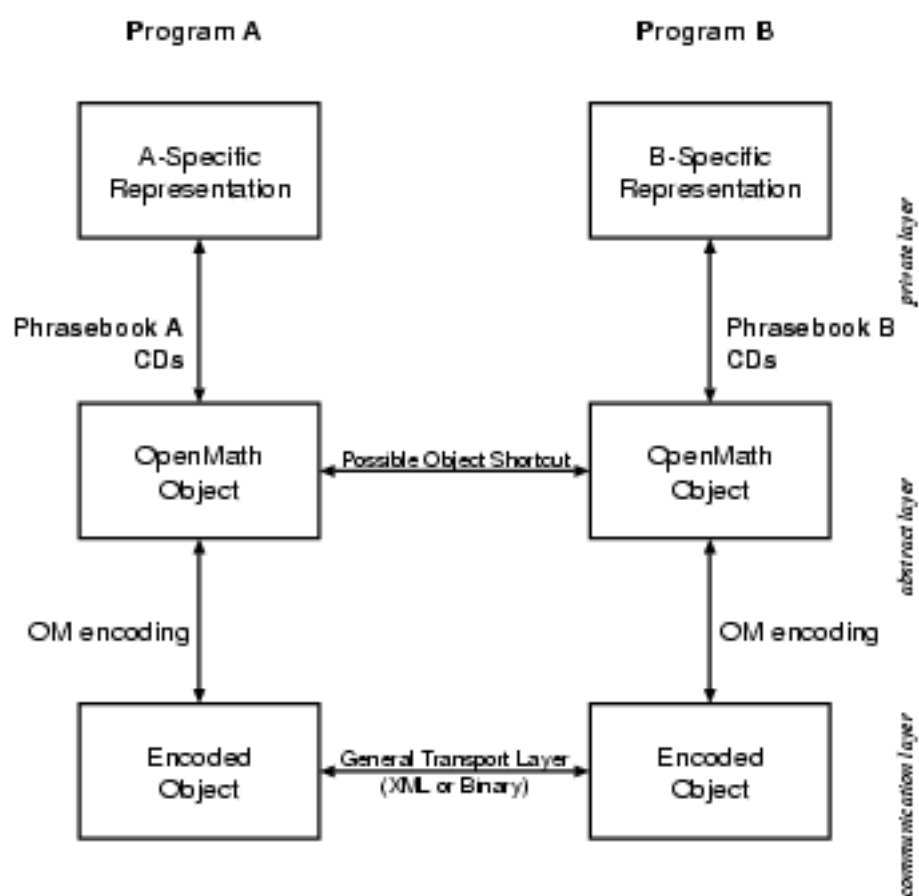 Program A
Program B
A-Specific
Representation
B-Specific
Representation
private layer
Phrasebook A
CDs
Phrasebook B
CDs
OpenMath
Object
Possible Object Shortcut
OpenMath
Object
abstract layer
OM encoding
OM encoding
Encoded
Object
General Transport Layer
(XML or Binary)
Encoded
Object
communication layer